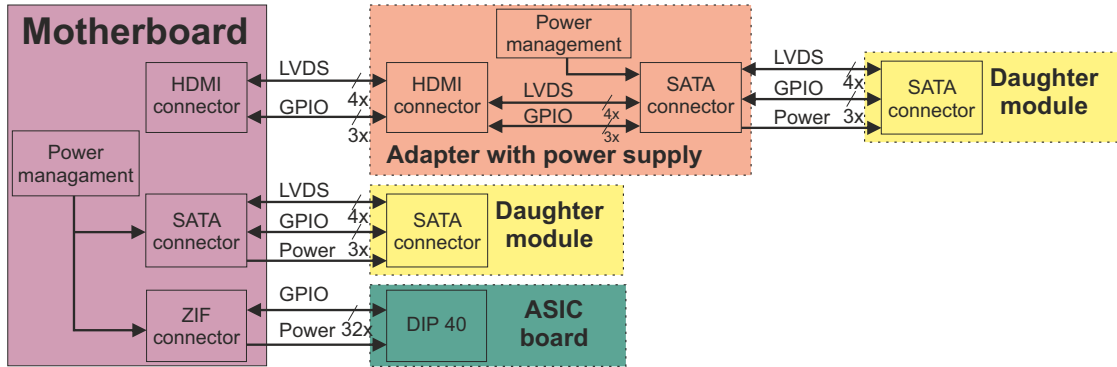 Motherboard
HDMI
connector
LVDS
4x
GPIO
3x
Power
managament
SATA
connector
LVDS
4x
GPIO
3x
Power
ZIF
connector
GPIO
32x
Power
Power
management
HDMI
connector
LVDS
4x
GPIO
3x
SATA
connector
Adapter with power supply
LVDS
4x
GPIO
3x
Power
SATA
connector
Daughter
module
SATA
connector
Daughter
module
DIP 40
ASIC
board